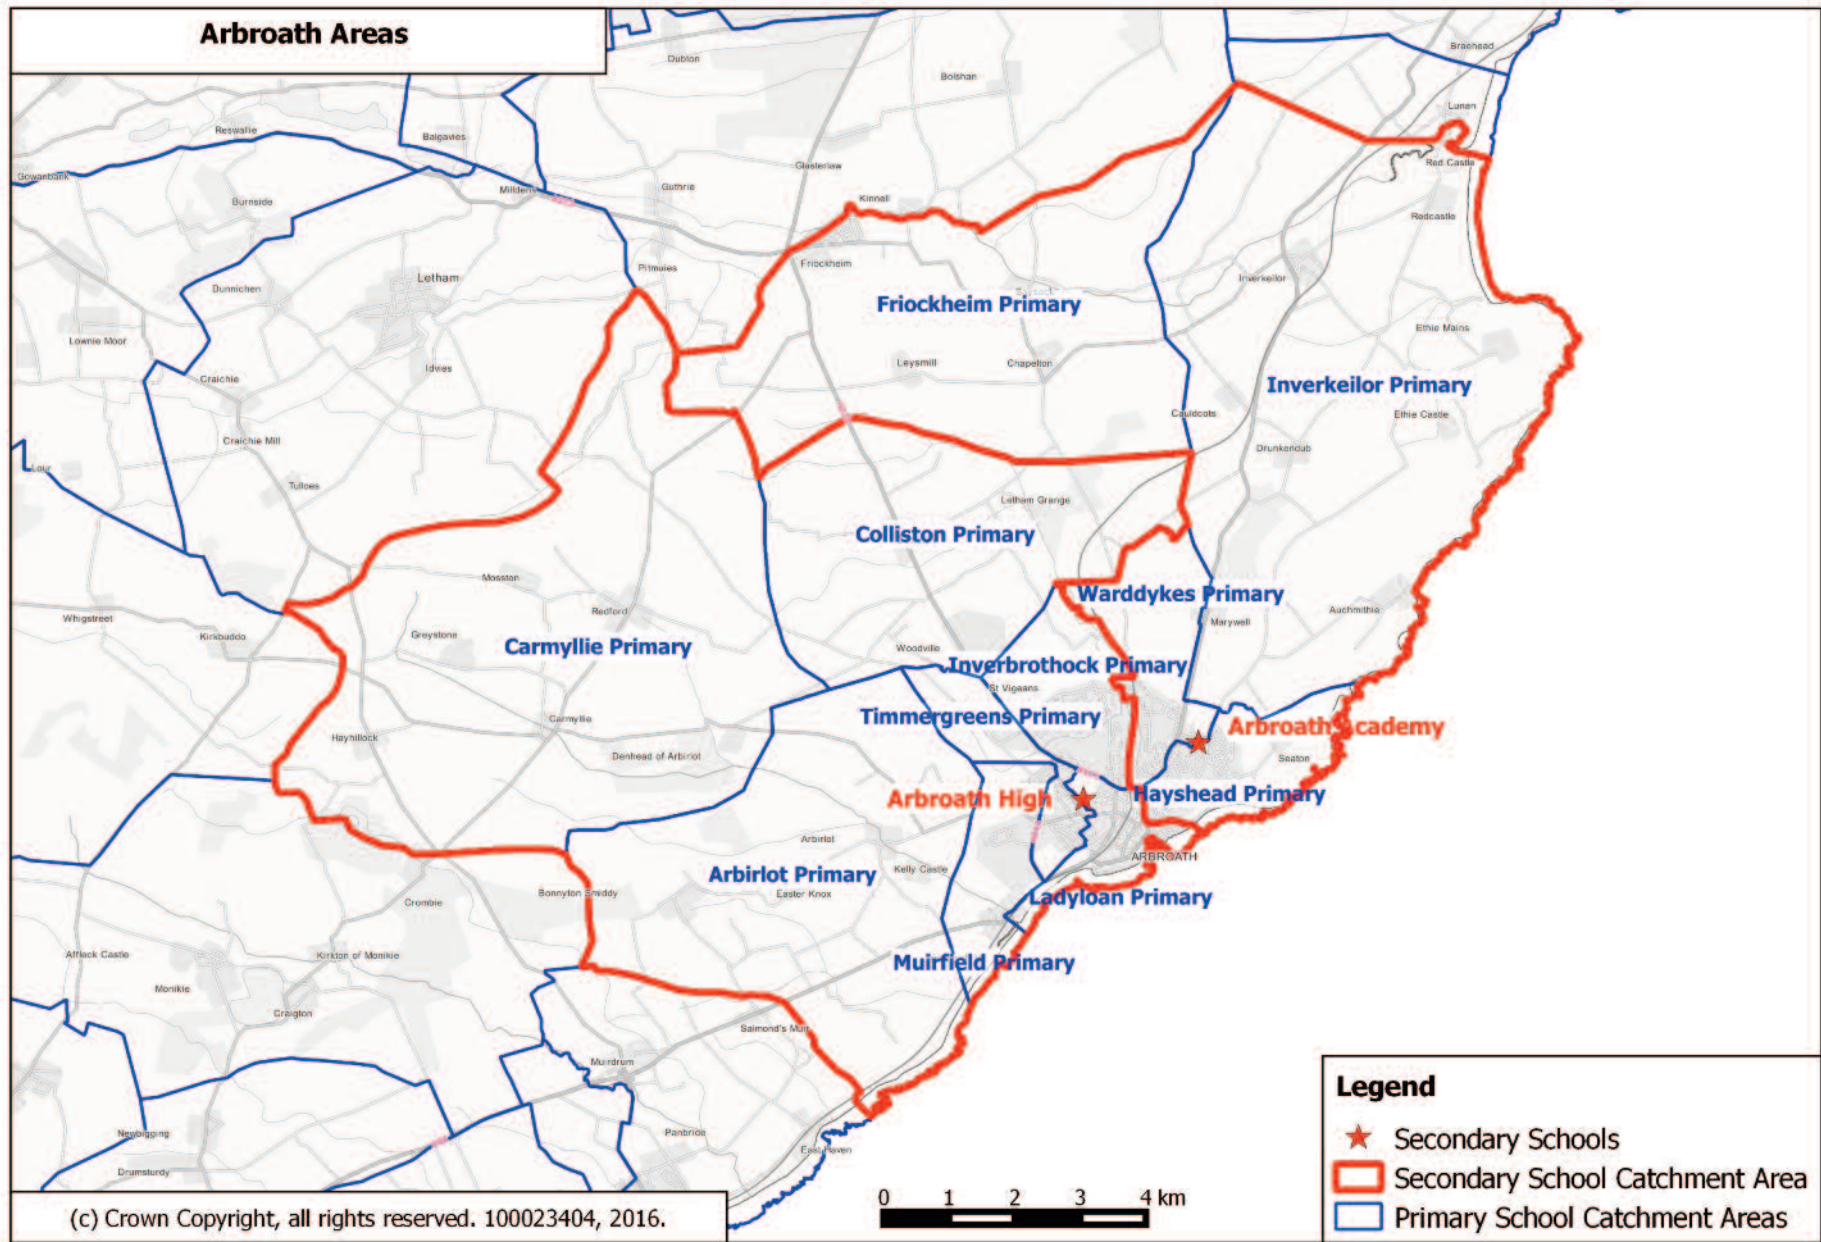 Arbroath Areas
Braehead
Dubton
Bolshan
Lunan
Reswallie
Balgavies
Red Castle
Glasterlaw
Gowanbank
Guthrie
Burnside
Kinnell
Redcastle
Friockheim
Pitmuies
Letham
Inverkeilor
Dunnichen
Friockheim Primary
Ethie Mains
Lownie Moor
Idvies
Leysmill
Chapelton
Craichie
Inverkeilor Primary
Cauldcots
Ethie Castle
Craichie Mill
Drunkendub
Lour
Tulloes
Letham Grange
Colliston Primary
Mosston
Warddykes Primary
Redford
Auchmithie
Whigstreet
Marywell
Kirkbuddo
Greystone
Carmyllie Primary
Woodville
Inverbrothock Primary
St Vigeans
Timmergreens Primary
Carmyllie
Arbroath Academy
Hayhillock
Denhead of Arbirlot
Seaton
Arbroath High
Hayshead Primary
Arbirlot
ARBROATH
Kelly Castle
Arbirlot Primary
Easter Knox
Bonnyton Smiddy
Ladyloan Primary
Crombie
Affleck Castle
Kirkton of Monikie
Muirfield Primary
Monikie
Craigton
Salmond's Muir
Muirdrum
Newbigging
Panbride
East Haven
Drumsturdy
(c) Crown Copyright, all rights reserved. 100023404, 2016.
0 1 2 3 4 km
Legend
Secondary Schools
Secondary School Catchment Area
Primary School Catchment Areas